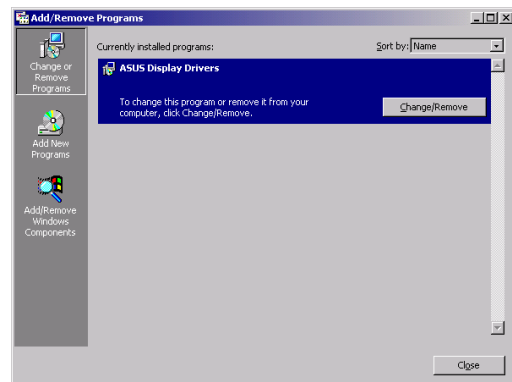 Add/Remove Programs
Change or
Remove
Programs
Add New
Programs
Add/Remove
Windows
Components
Currently installed programs:
Sort by: Name
ASUS Display Drivers
To change this program or remove it from your
computer, click Change/Remove.
Change/Remove
Close